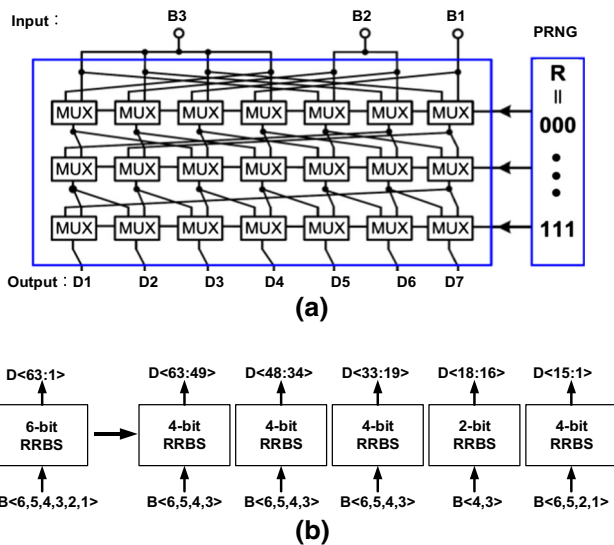 Input : B3 B2 B1 PRNG
R
=
000
MUX MUX MUX MUX MUX MUX MUX
MUX MUX MUX MUX MUX MUX MUX
MUX MUX MUX MUX MUX MUX MUX
111
Output : D1 D2 D3 D4 D5 D6 D7
(a)
D<63:1> D<63:49> D<48:34> D<33:19> D<18:16> D<15:1>
6-bit 4-bit 4-bit 4-bit 2-bit 4-bit
RRBS RRBS RRBS RRBS RRBS RRBS
B<6,5,4,3,2,1> B<6,5,4,3> B<6,5,4,3> B<6,5,4,3> B<4,3> B<6,5,2,1>
(b)